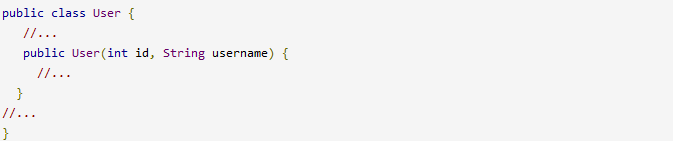 public class User {
   //...
   public User(int id, String username) {
     //...
  }
//...
}